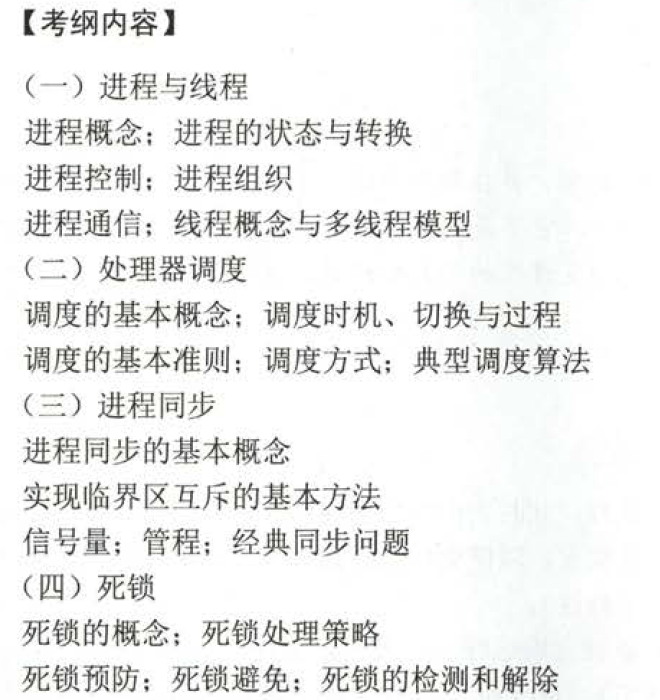 【考纲内容】
（一）进程与线程
进程概念；进程的状态与转换
进程控制；进程组织
进程通信；线程概念与多线程模型
（二）处理器调度
调度的基本概念；调度时机、切换与过程
调度的基本准则；调度方式；典型调度算法
（三）进程同步
进程同步的基本概念
实现临界区互斥的基本方法
信号量；管程；经典同步问题
（四）死锁
死锁的概念；死锁处理策略
死锁预防；死锁避免；死锁的检测和解除